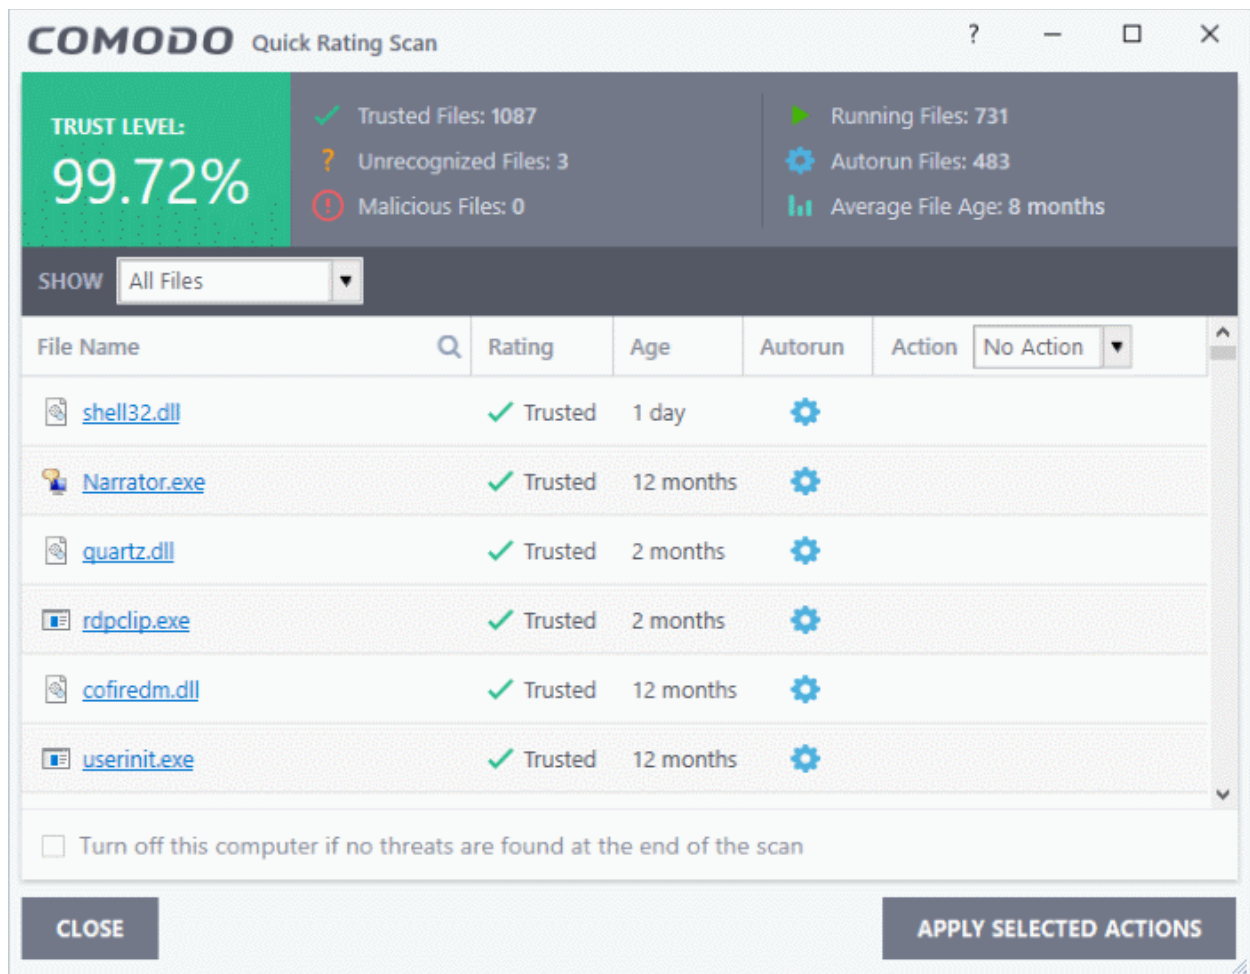 COMODO Quick Rating Scan ?
TRUST LEVEL:
99.72%
Trusted Files: 1087
Unrecognized Files: 3
Malicious Files: 0
Running Files: 731
Autorun Files: 483
Average File Age: 8 months
SHOW All Files
File Name Rating Age Autorun Action No Action
shell32.dll Trusted 1 day
Narrator.exe Trusted 12 months
quartz.dll Trusted 2 months
rdpclip.exe Trusted 2 months
cofiredm.dll Trusted 12 months
userinit.exe Trusted 12 months
Turn off this computer if no threats are found at the end of the scan
CLOSE APPLY SELECTED ACTIONS